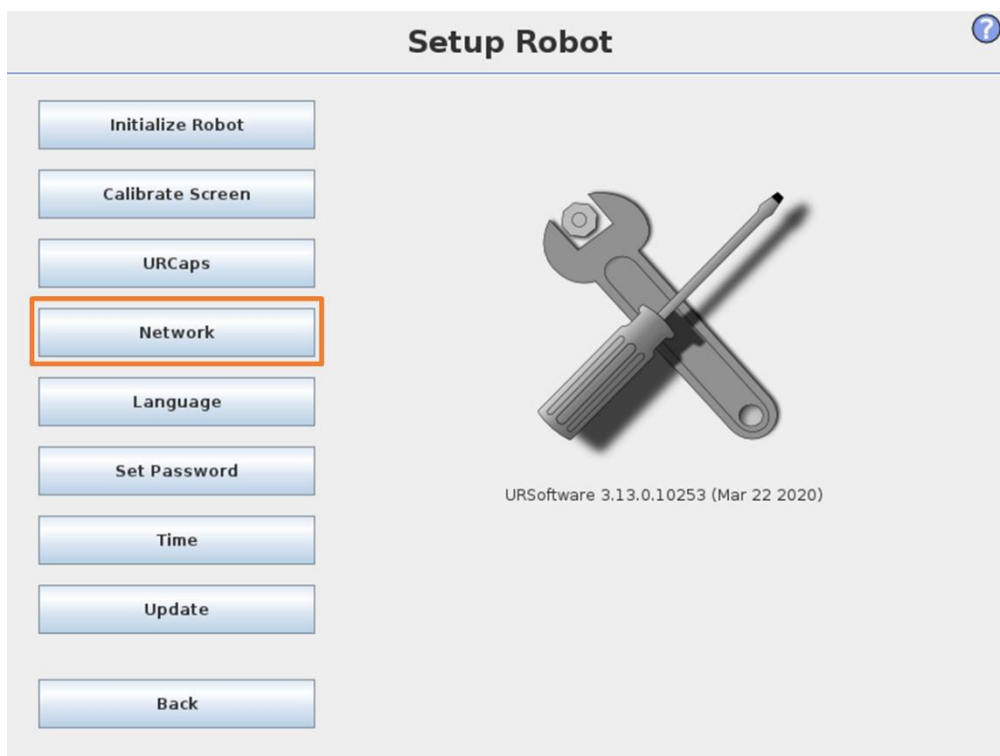 Setup Robot
?
Initialize Robot
Calibrate Screen
URCaps
Network
Language
Set Password
Time
Update
Back
URSoftware 3.13.0.10253 (Mar 22 2020)